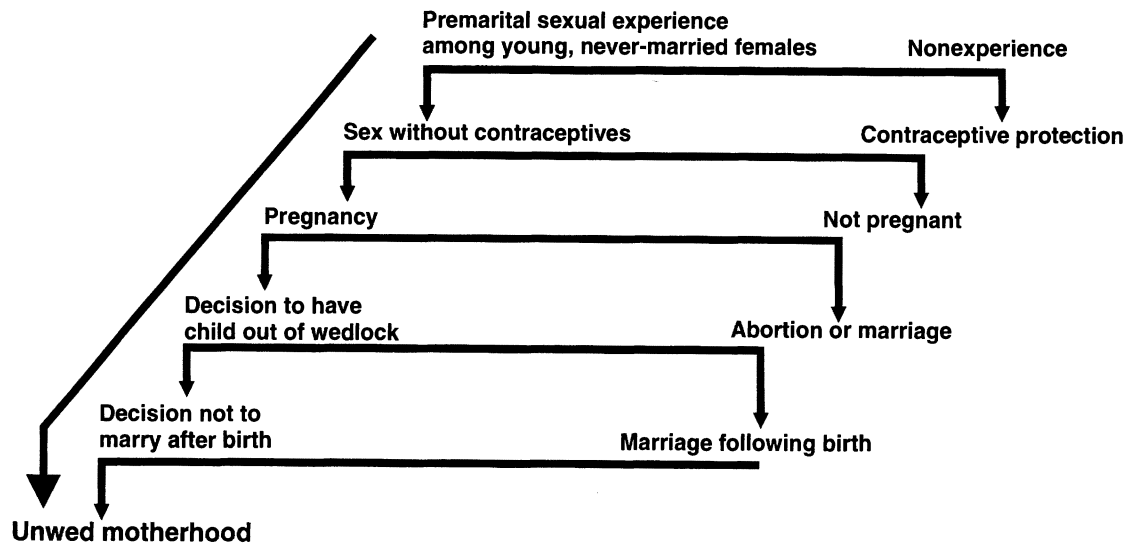 Premarital sexual experience
among young, never-married females
Nonexperience
Sex without contraceptives
Contraceptive protection
Pregnancy
Not pregnant
Decision to have
child out of wedlock
Abortion or marriage
Decision not to
marry after birth
Marriage following birth
Unwed motherhood